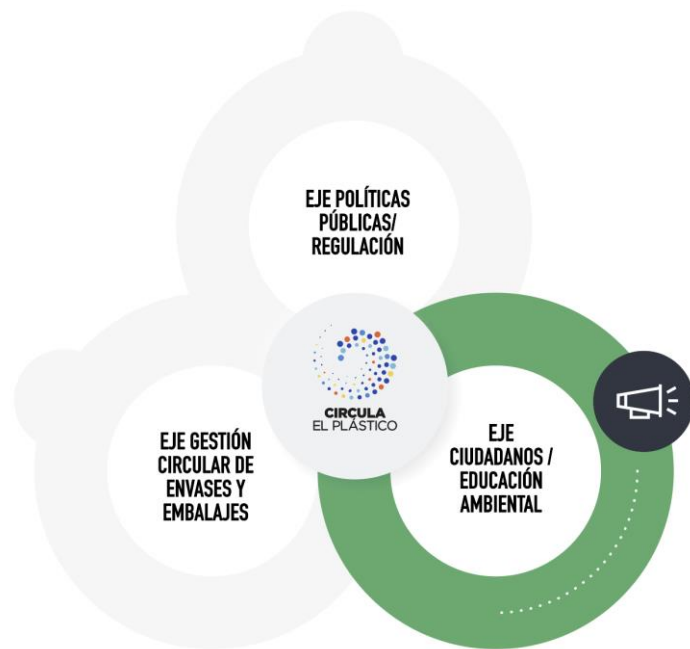 EJE POLÍTICAS
PÚBLICAS/
REGULACIÓN
CIRCULA
EL PLÁSTICO
EJE GESTIÓN
CIRCULAR DE
ENVASES Y
EMBALAJES
EJE
CIUDADANOS /
EDUCACIÓN
AMBIENTAL